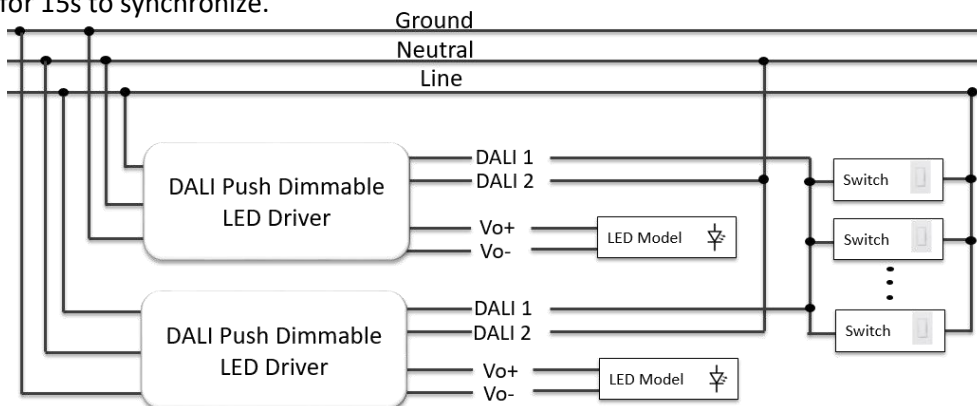 for 15s to synchronize.
Ground
Neutral
Line
DALI Push Dimmable
LED Driver
DALI 1
DALI 2
Vo+
Vo-
LED Model
Switch
Switch
Switch
DALI Push Dimmable
LED Driver
DALI 1
DALI 2
Vo+
Vo-
LED Model